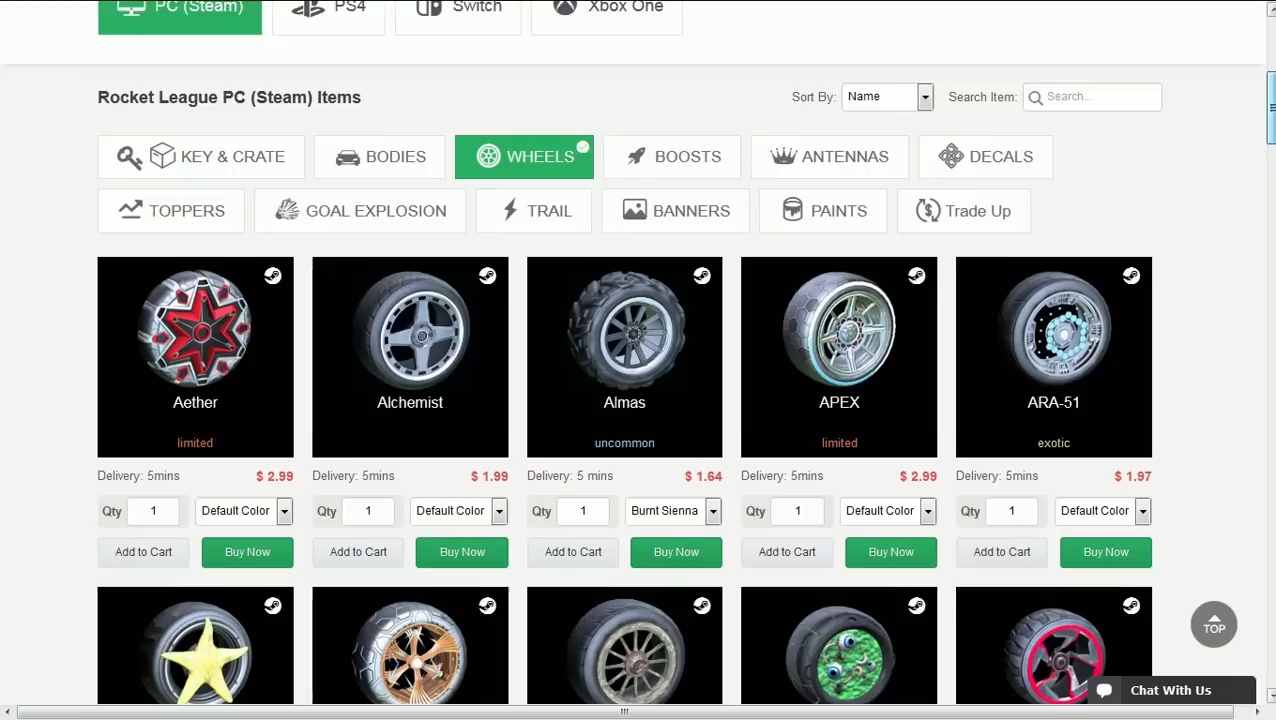 PC (Steam) PS4 Switch Xbox One
Rocket League PC (Steam) Items
Sort By: Name Search Item: Search...
KEY & CRATE BODIES WHEELS BOOSTS ANTENNAS DECALS
TOPPERS GOAL EXPLOSION TRAIL BANNERS PAINTS Trade Up
Aether Alchemist Almas APEX ARA-51
limited uncommon limited exotic
Delivery: 5mins $ 2.99 Delivery: 5mins $ 1.99 Delivery: 5 mins $ 1.64 Delivery: 5mins $ 2.99 Delivery: 5mins $ 1.97
Qty 1 Default Color Qty 1 Default Color Qty 1 Burnt Sienna Qty 1 Default Color Qty 1 Default Color
Add to Cart Buy Now Add to Cart Buy Now Add to Cart Buy Now Add to Cart Buy Now Add to Cart Buy Now
TOP
Chat With Us